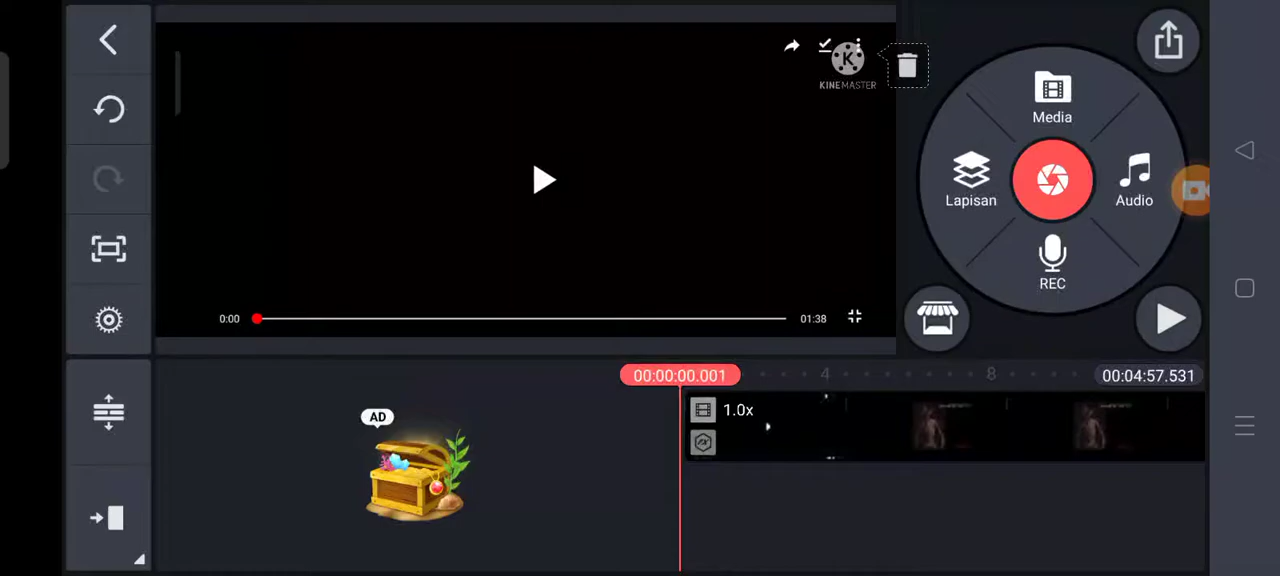 KINEMASTER
Media
Lapisan
Audio
REC
0:00
01:38
00:00:00.001
4
8
00:04:57.531
1.0x
AD